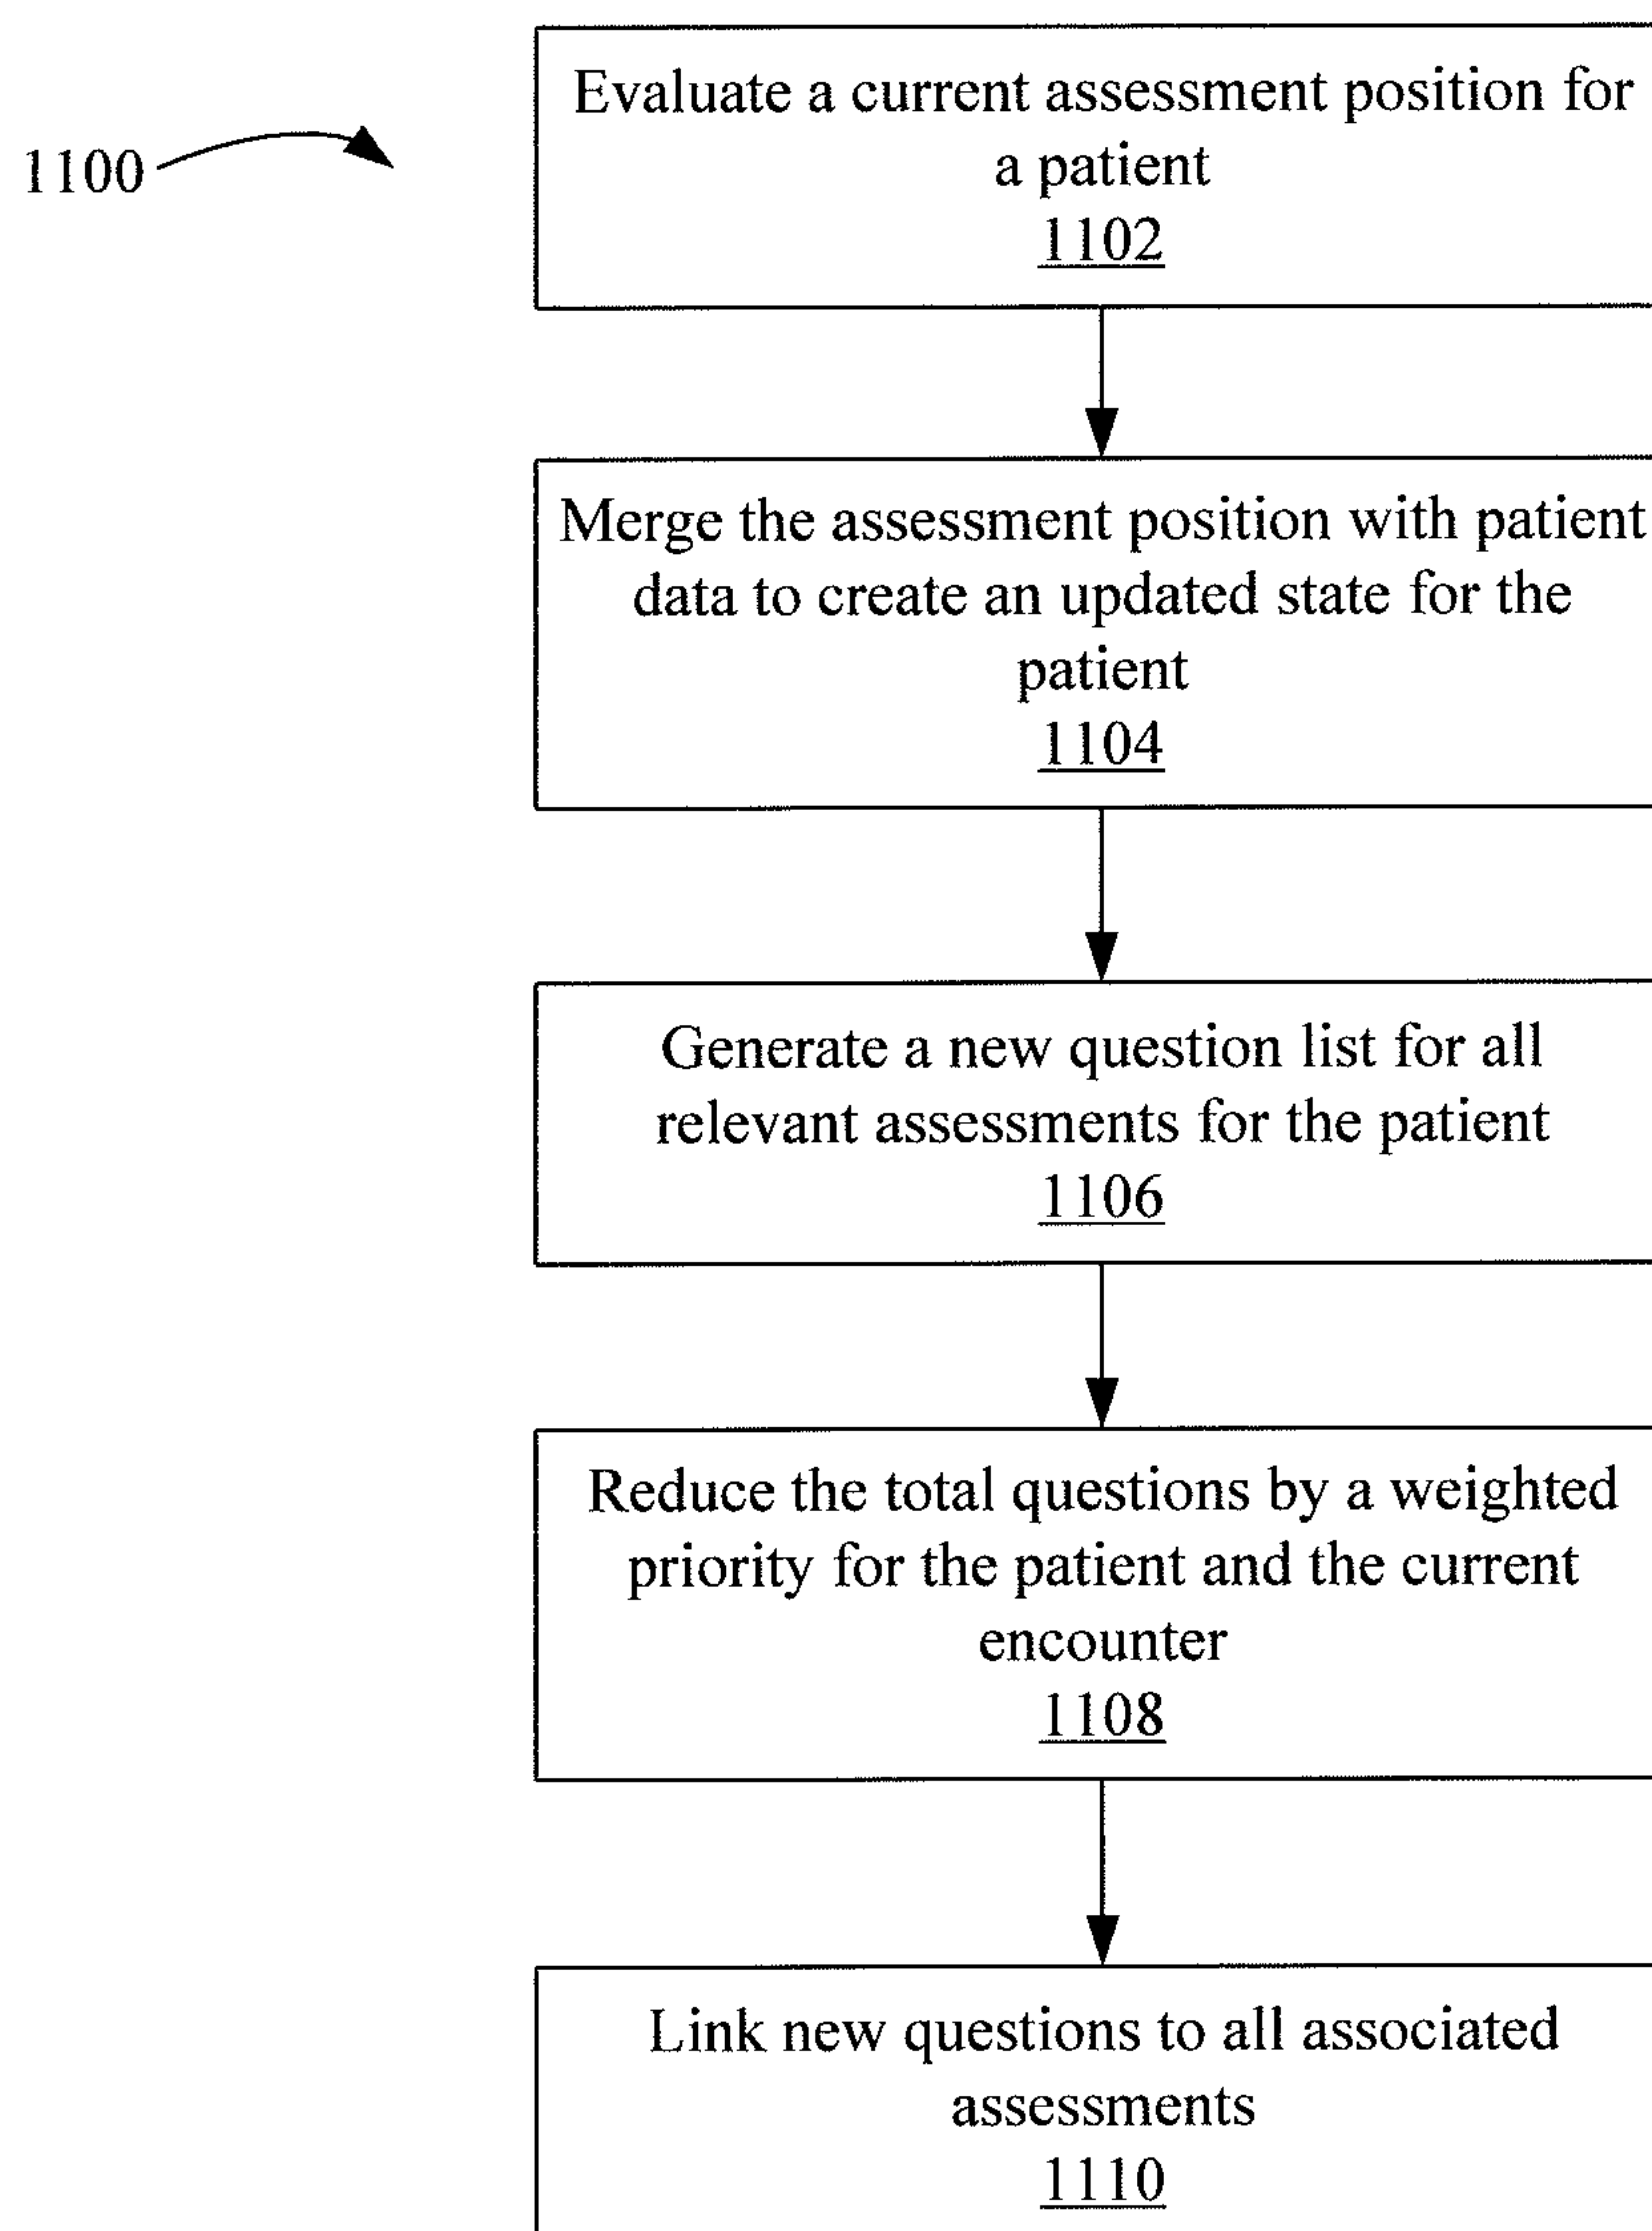 Evaluate a current assessment position for
a patient
1102
1100
Merge the assessment position with patient
data to create an updated state for the
patient
1104
Generate a new question list for all
relevant assessments for the patient
1106
Reduce the total questions by a weighted
priority for the patient and the current
encounter
1108
Link new questions to all associated
assessments
1110